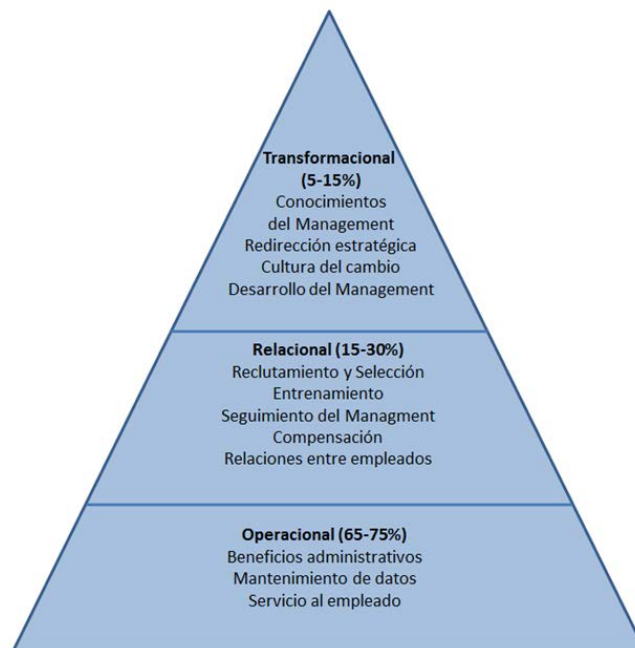 Transformacional
(5-15%)
Conocimientos
del Management
Redirección estratégica
Cultura del cambio
Desarrollo del Management
Relacional (15-30%)
Reclutamiento y Selección
Entrenamiento
Seguimiento del Managment
Compensación
Relaciones entre empleados
Operacional (65-75%)
Beneficios administrativos
Mantenimiento de datos
Servicio al empleado